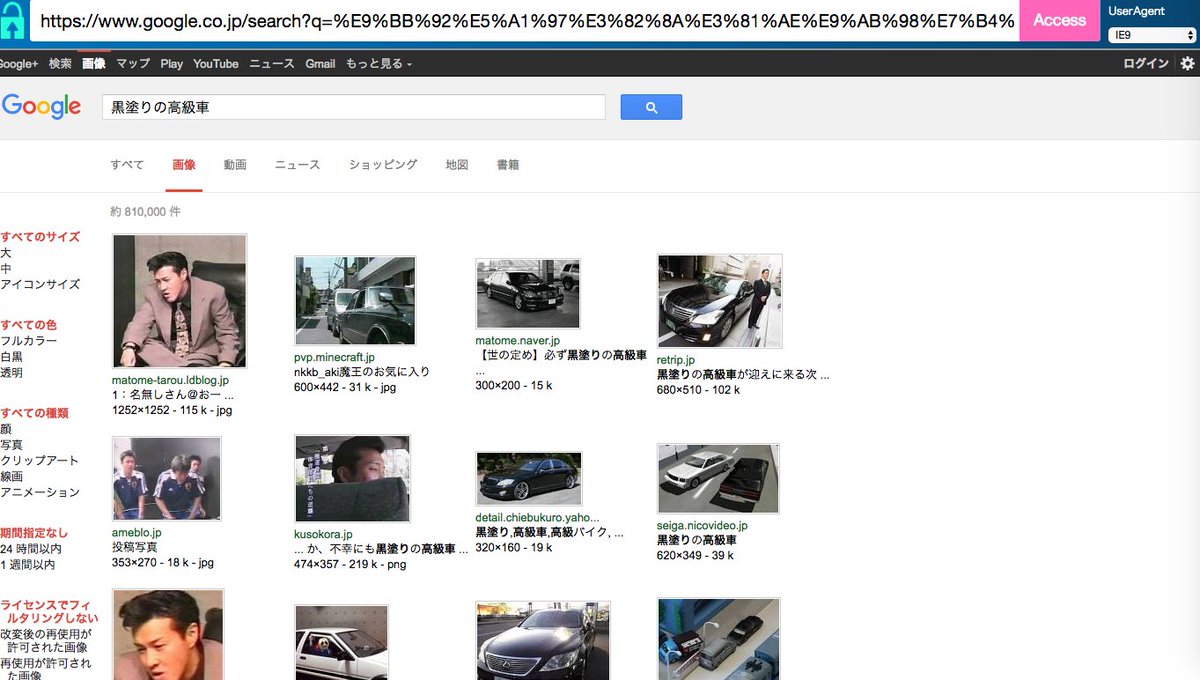 https://www.google.co.jp/search?q=%E9%BB%92%E5%A1%97%E3%82%8A%E3%81%AE%E9%AB%98%E7%B4%
Access
UserAgent
IE9
Google+ 検索 画像 マップ Play YouTube ニュース Gmail もっと見る
ログイン
Google
黒塗りの高級車
すべて 画像 動画 ニュース ショッピング 地図 書籍
約 810,000 件
すべてのサイズ
大
中
アイコンサイズ
すべての色
フルカラー
白黒
透明
すべての種類
顔
写真
クリップアート
線画
アニメーション
期間指定なし
24 時間以内
1 週間以内
ライセンスでフィ
ルタリングしない
改変後の再使用が
許可された画像
再使用が許可され
た画像
matome-tarou.ldblog.jp
1：名無しさん＠おー ...
1252×1252 - 115 k - jpg
pvp.minecraft.jp
nkkb_aki魔王のお気に入り
600×442 - 31 k - jpg
matome.naver.jp
【世の定め】必ず黒塗りの高級車
...
300×200 - 15 k
retrip.jp
黒塗りの高級車が迎えに来る次 ...
680×510 - 102 k
ameblo.jp
投稿写真
353×270 - 18 k - jpg
kusokora.jp
... か、不幸にも黒塗りの高級車 ...
474×357 - 219 k - png
detail.chiebukuro.yaho...
黒塗り,高級車,高級バイク, ...
320×160 - 19 k
seiga.nicovideo.jp
黒塗りの高級車
620×349 - 39 k